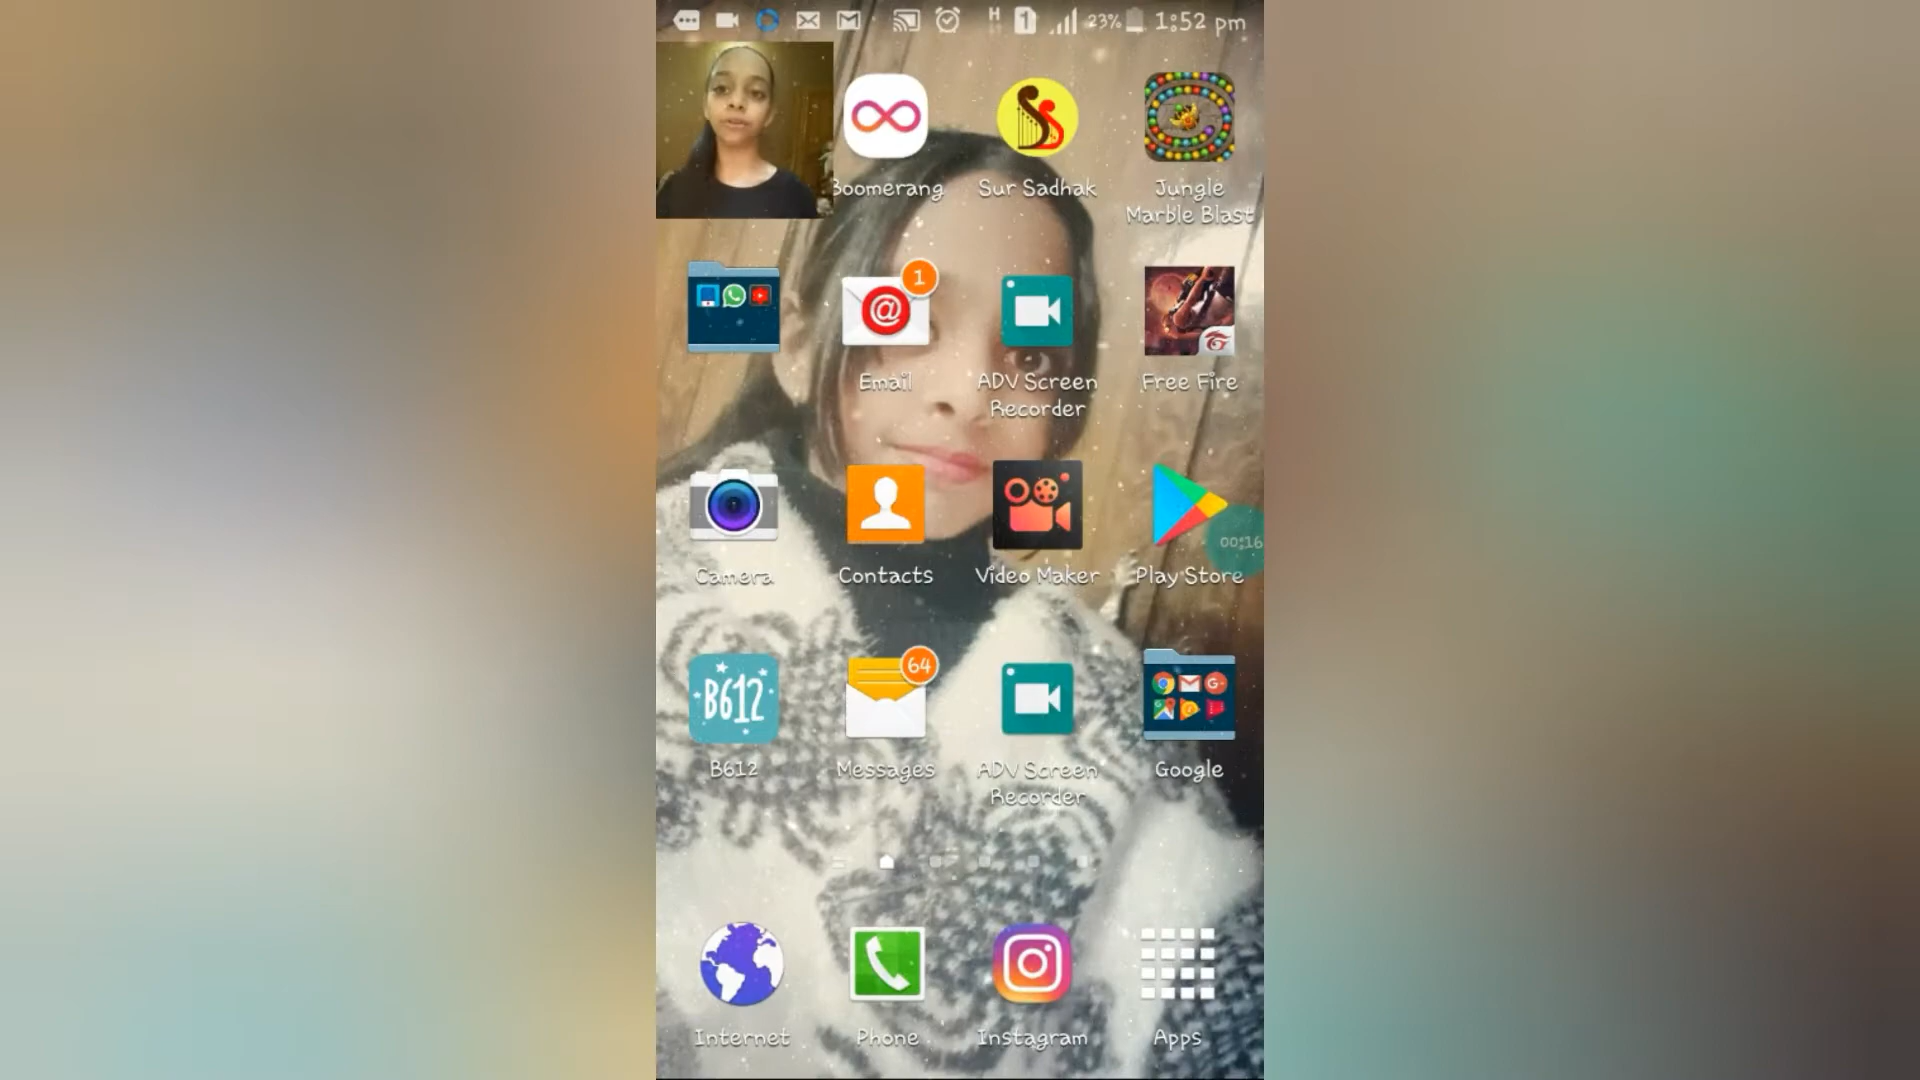 1 23% 1:52 pm
Boomerang Sur Sadhak Jungle
Marble Blast
1
Email ADV Screen Free Fire
Recorder
00:16
Camera Contacts Video Maker Play Store
B612 64
B612 Messages ADV Screen Google
Recorder
Internet Phone Instagram Apps